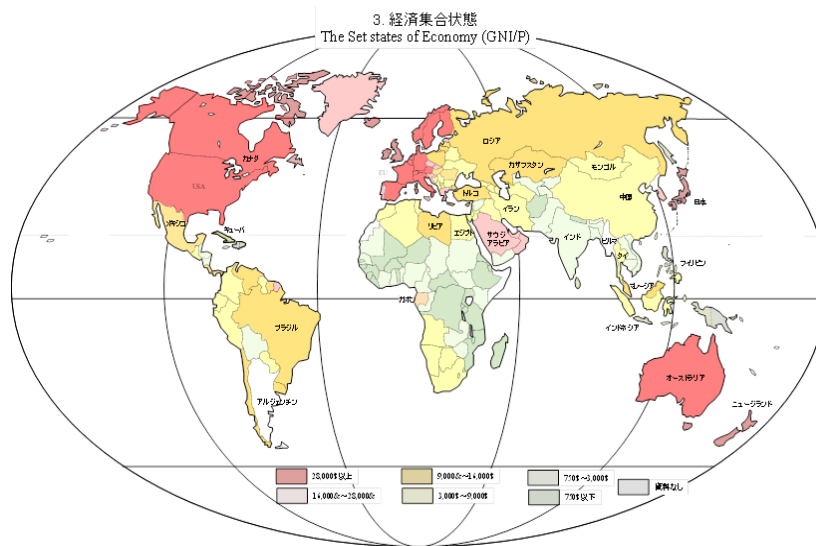 3. 経済集合状態
The Set states of Economy (GNI/P)
ロシア
カナダ
カザフスタン
モンゴル
USA
EU
トルコ
中国
日本
イラン
メキシコ
キューバ
リビア
エジプト
サウジ
アラビア
インド
ビルマ
タイ
フィリピン
マレーシア
ガボン
インドネシア
ブラジル
オーストラリア
アルゼンチン
ニュージランド
28,000$以上
9,000$~16,000$
750$~3,000$
資料なし
16,000$~28,000$
3,000$~9,000$
750$以下